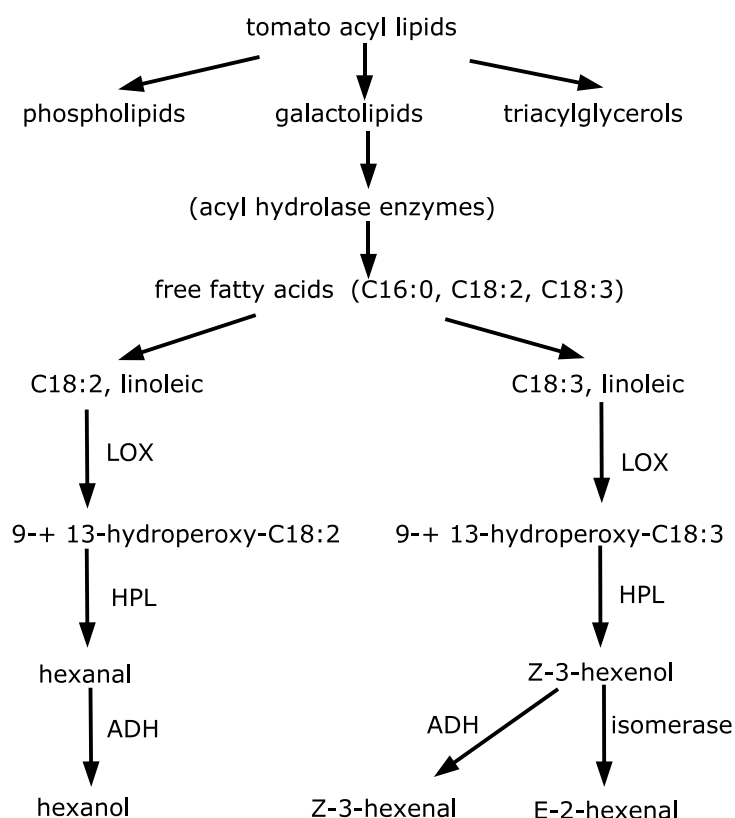 tomato acyl lipids
phospholipids galactolipids triacylglycerols
(acyl hydrolase enzymes)
free fatty acids (C16:0, C18:2, C18:3)
C18:2, linoleic C18:3, linoleic
LOX LOX
9-+ 13-hydroperoxy-C18:2 9-+ 13-hydroperoxy-C18:3
HPL HPL
hexanal Z-3-hexenol
ADH ADH isomerase
hexanol Z-3-hexenal E-2-hexenal